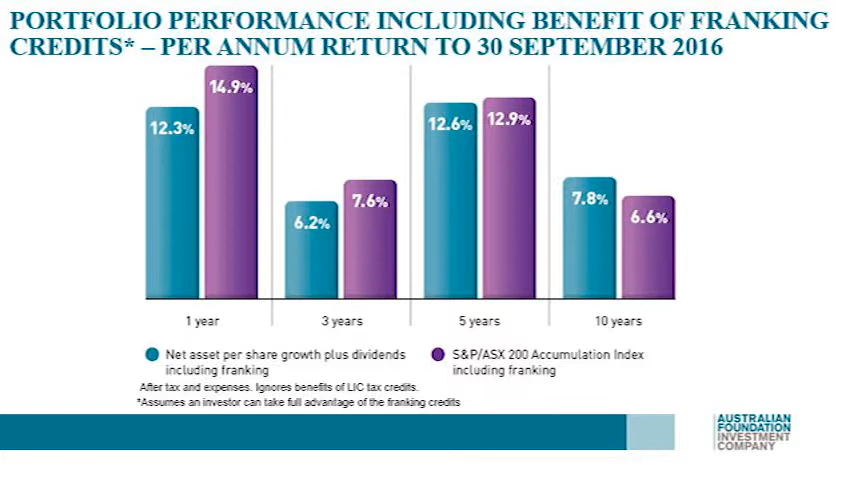 PORTFOLIO PERFORMANCE INCLUDING BENEFIT OF FRANKING
CREDITS* – PER ANNUM RETURN TO 30 SEPTEMBER 2016
12.3%
14.9%
6.2%
7.6%
12.6%
12.9%
7.8%
6.6%
1 year
3 years
5 years
10 years
Net asset per share growth plus dividends
including franking
S&P/ASX 200 Accumulation Index
including franking
After tax and expenses. Ignores benefits of LIC tax credits.
*Assumes an investor can take full advantage of the franking credits
AUSTRALIAN
FOUNDATION
INVESTMENT
COMPANY